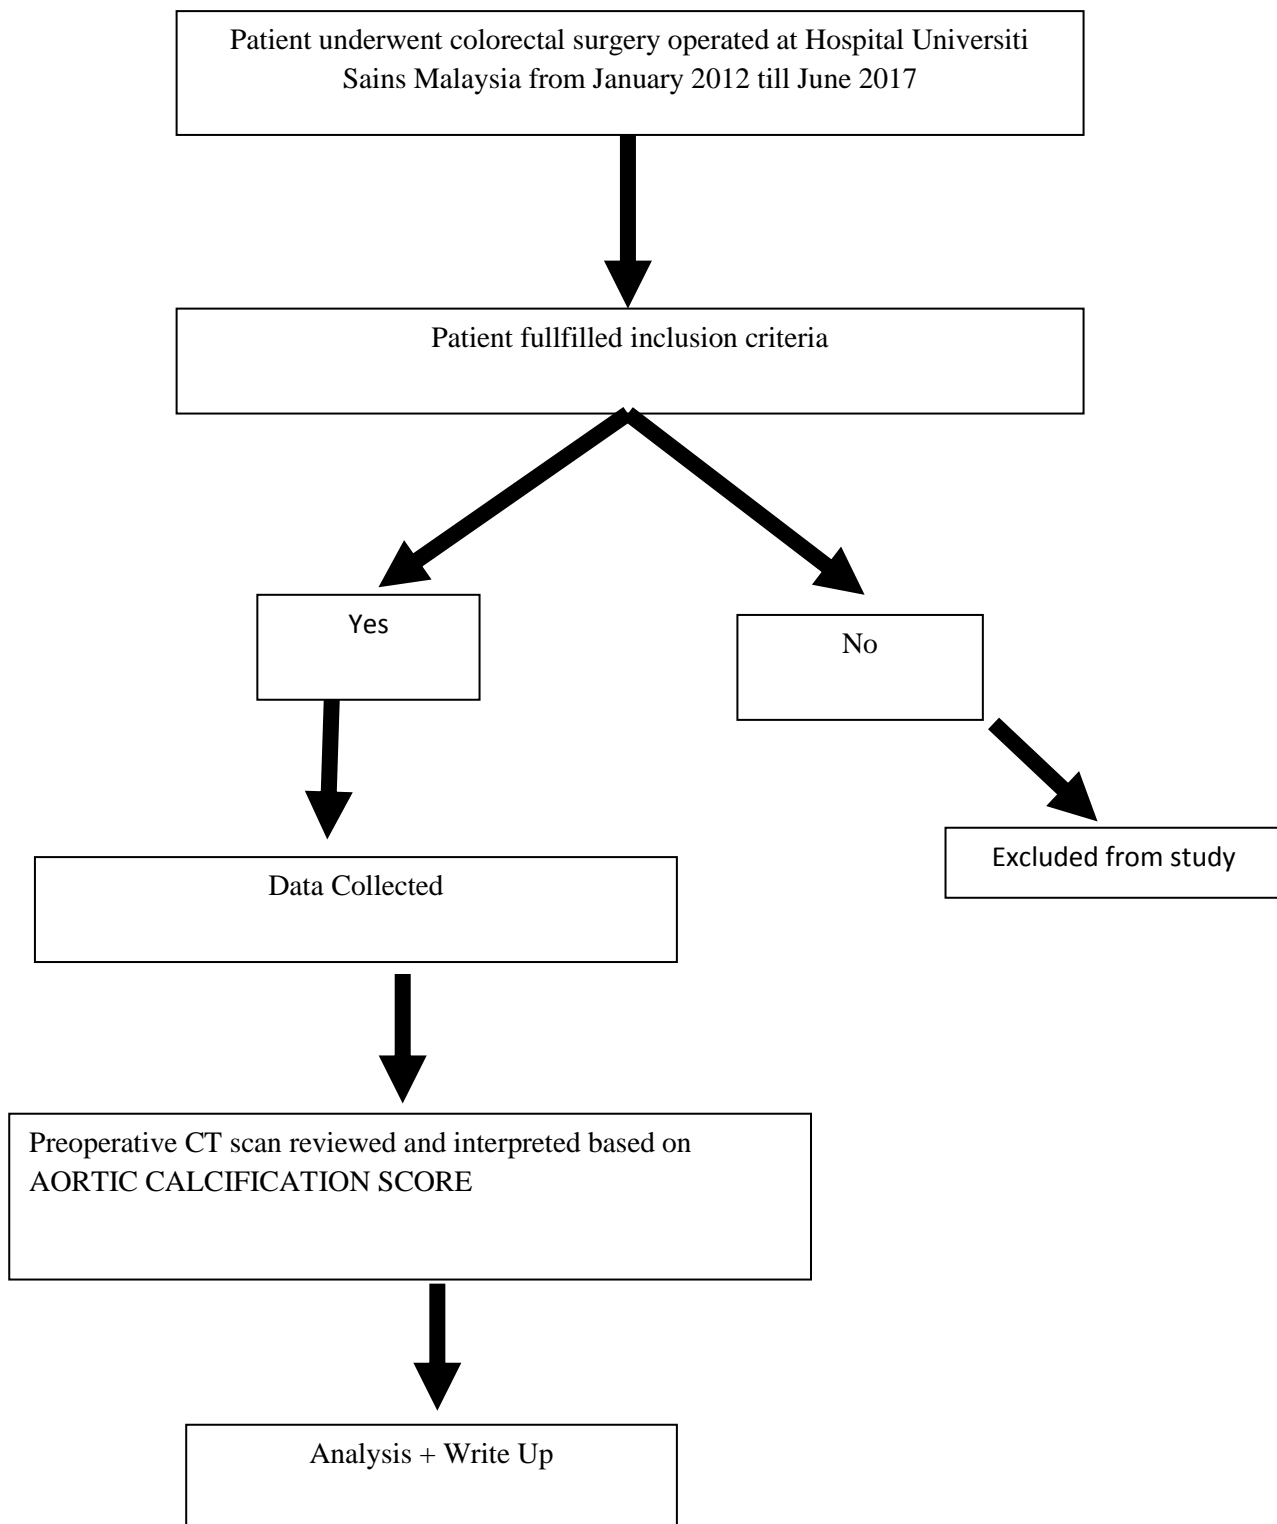 Patient underwent colorectal surgery operated at Hospital Universiti
Sains Malaysia from January 2012 till June 2017
Patient fullfilled inclusion criteria
Yes
No
Excluded from study
Data Collected
Preoperative CT scan reviewed and interpreted based on
AORTIC CALCIFICATION SCORE
Analysis + Write Up